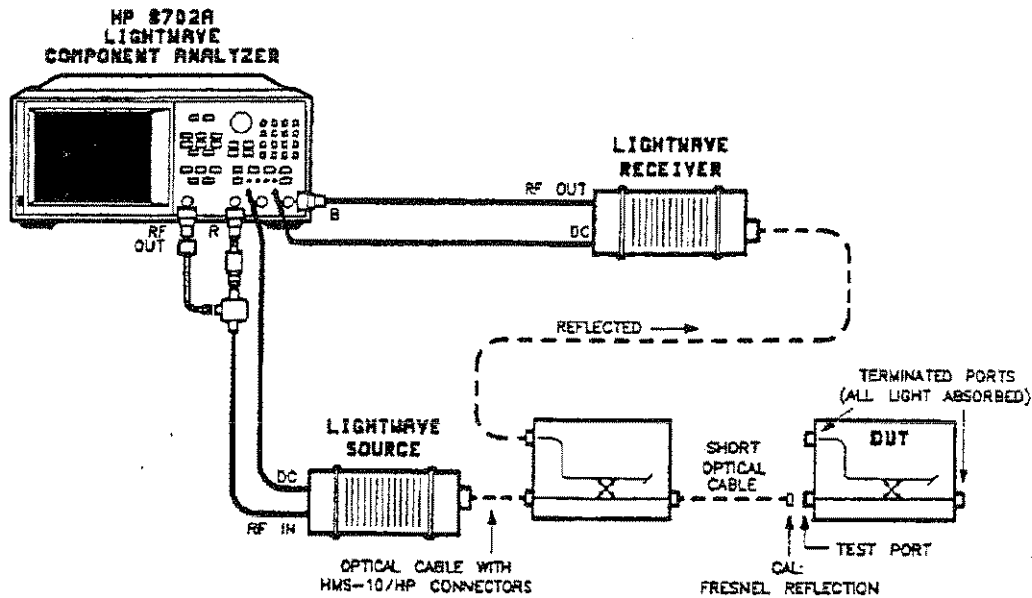 HP 8702A
LIGHTWAVE
COMPONENT ANALYZER
LIGHTWAVE
RECEIVER
RF OUT
B
DC
RF
OUT
R
REFLECTED
TERMINATED PORTS
(ALL LIGHT ABSORBED)
DUT
LIGHTWAVE
SOURCE
SHORT
OPTICAL
CABLE
DC
RF IN
OPTICAL CABLE WITH
HMS-10/HP CONNECTORS
TEST PORT
CAL:
FRESNEL REFLECTION